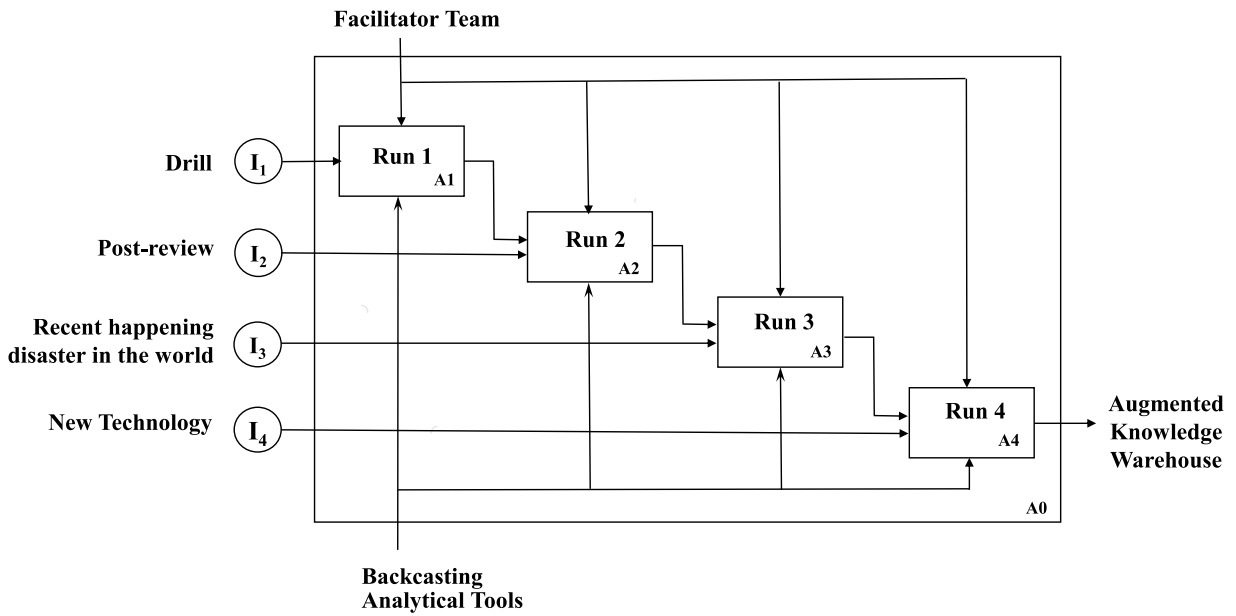 Facilitator Team
Drill
I1
Run 1
A1
Post-review
I2
Run 2
A2
Recent happening
disaster in the world
I3
Run 3
A3
New Technology
I4
Run 4
A4
Augmented
Knowledge
Warehouse
A0
Backcasting
Analytical Tools